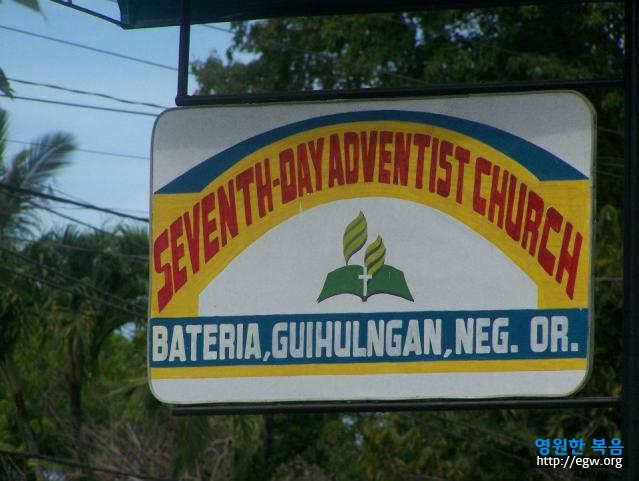 SEVENTH-DAY ADVENTIST CHURCH
BATERIA, GUIHULNGAN, NEG. OR.
영원한 복음
http://egw.org